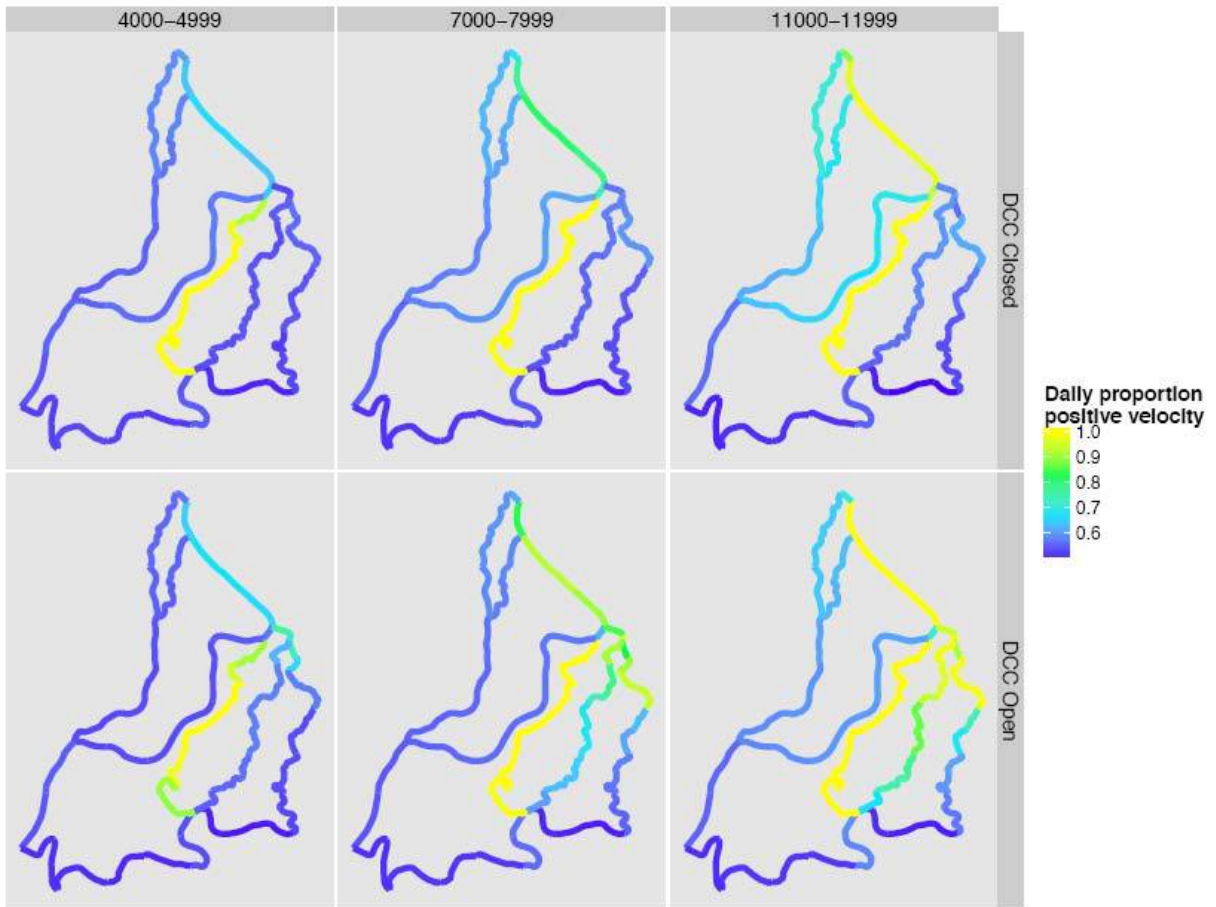 4000–4999
7000–7999
11000–11999
DCC Closed
DCC Open
Daily proportion
positive velocity
1.0
0.9
0.8
0.7
0.6